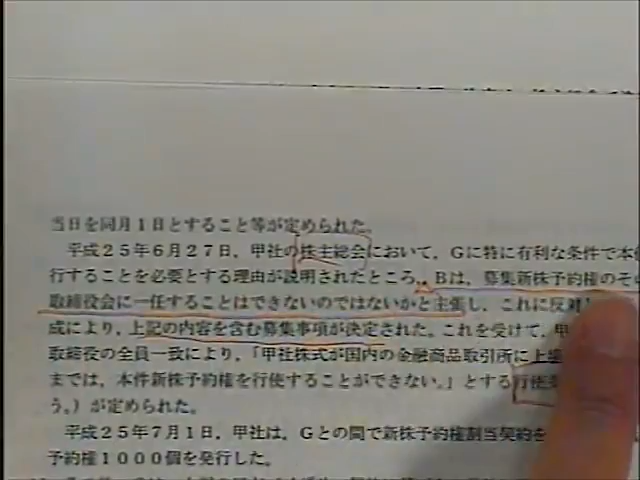 当日を同月1日とすること等が定められた。
平成25年6月27日,甲社の株主総会において,Gに特に有利な条件で本
行することを必要とする理由が説明されたところ,Bは,募集新株予約権の
取締役会に一任することはできないのではないかと主張し,これに反対
成により,上記の内容を含む募集事項が決定された。これを受けて,甲
取締役の全員一致により,「甲社株式が国内の金融商品取引所に上場
までは,本件新株予約権を行使することができない。」とする行使
う。)が定められた。
平成25年7月1日,甲社は,Gとの間で新株予約権割当契約を
予約権1000個を発行した。